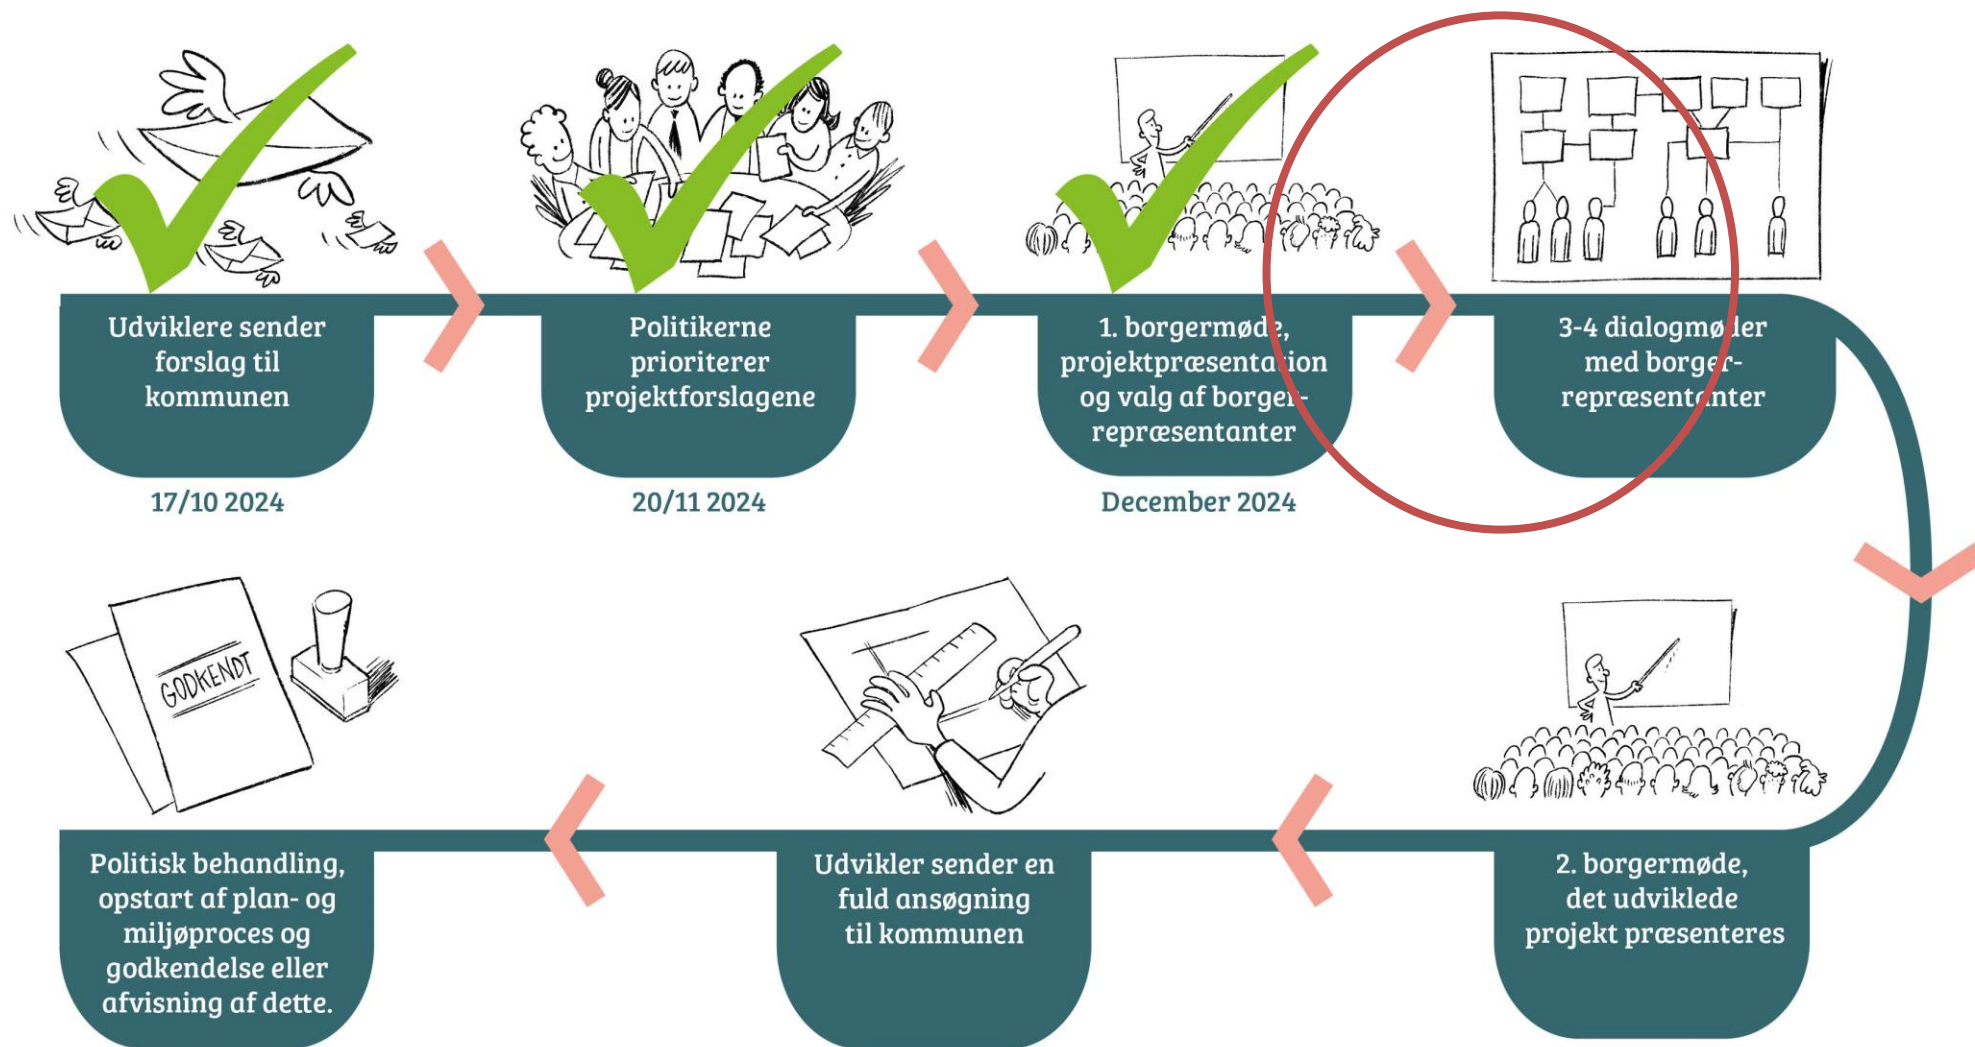 Udviklere sender
forslag til
kommunen
17/10 2024
Politikerne
prioriterer
projektforslagene
20/11 2024
1. borgermøde,
projektpræsentation
og valg af borger-
repræsentanter
December 2024
3-4 dialogmøder
med borger-
repræsentanter
2. borgermøde,
det udviklede
projekt præsenteres
Udvikler sender en
fuld ansøgning
til kommunen
GODKENDT
Politisk behandling,
opstart af plan- og
miljøproces og
godkendelse eller
afvisning af dette.